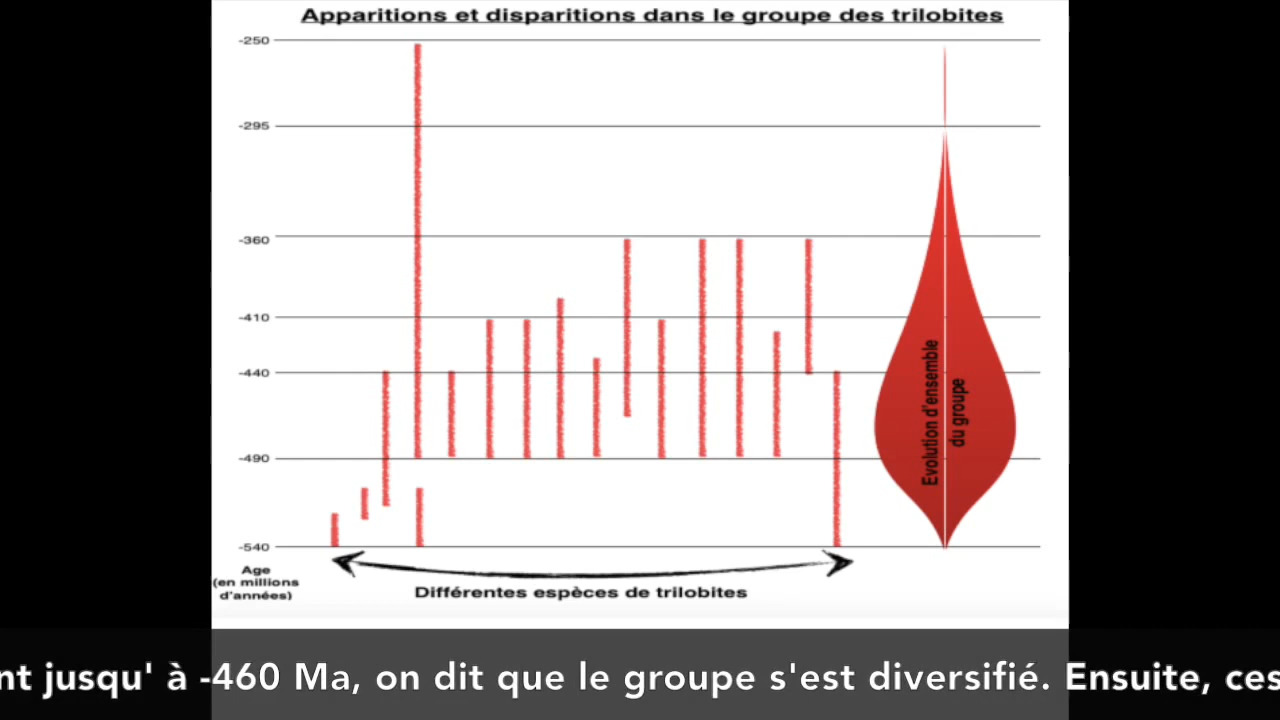 Apparitions et disparitions dans le groupe des trilobites
-250
-295
-360
-410
-440
-490
-540
Evolution d'ensemble
du groupe
Age
(en millions
d'années)
Différentes espèces de trilobites
nt jusqu' à -460 Ma, on dit que le groupe s'est diversifié. Ensuite, ces